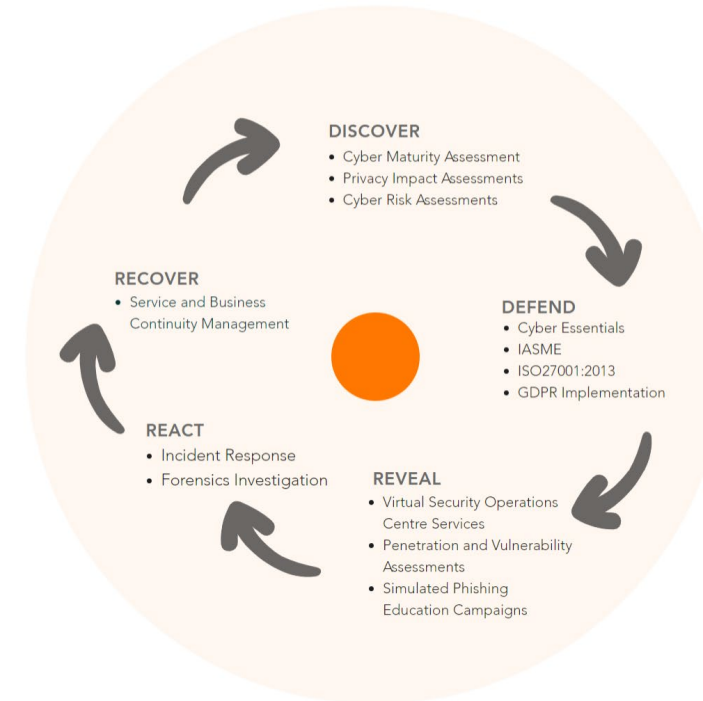 DISCOVER
• Cyber Maturity Assessment
• Privacy Impact Assessments
• Cyber Risk Assessments
DEFEND
• Cyber Essentials
• IASME
• ISO27001:2013
• GDPR Implementation
REVEAL
• Virtual Security Operations
Centre Services
• Penetration and Vulnerability
Assessments
• Simulated Phishing
Education Campaigns
REACT
• Incident Response
• Forensics Investigation
RECOVER
• Service and Business
Continuity Management